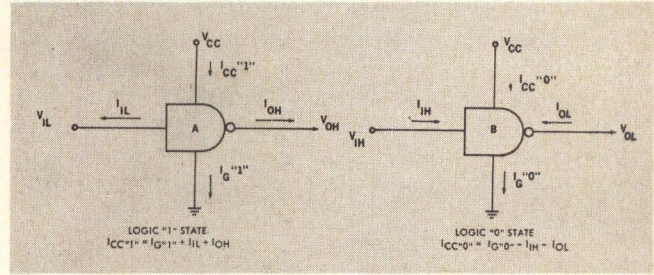 VCC
ICC"1"
VIL
IIL
A
IOH
VOH
IG"1"
LOGIC "1" STATE
ICC"1" = IG"1" + IIL + IOH
VCC
ICC"0"
VIH
IIH
B
IOL
VOL
IG"0"
LOGIC "0" STATE
ICC"0" = IG"0" - IIH - IOL